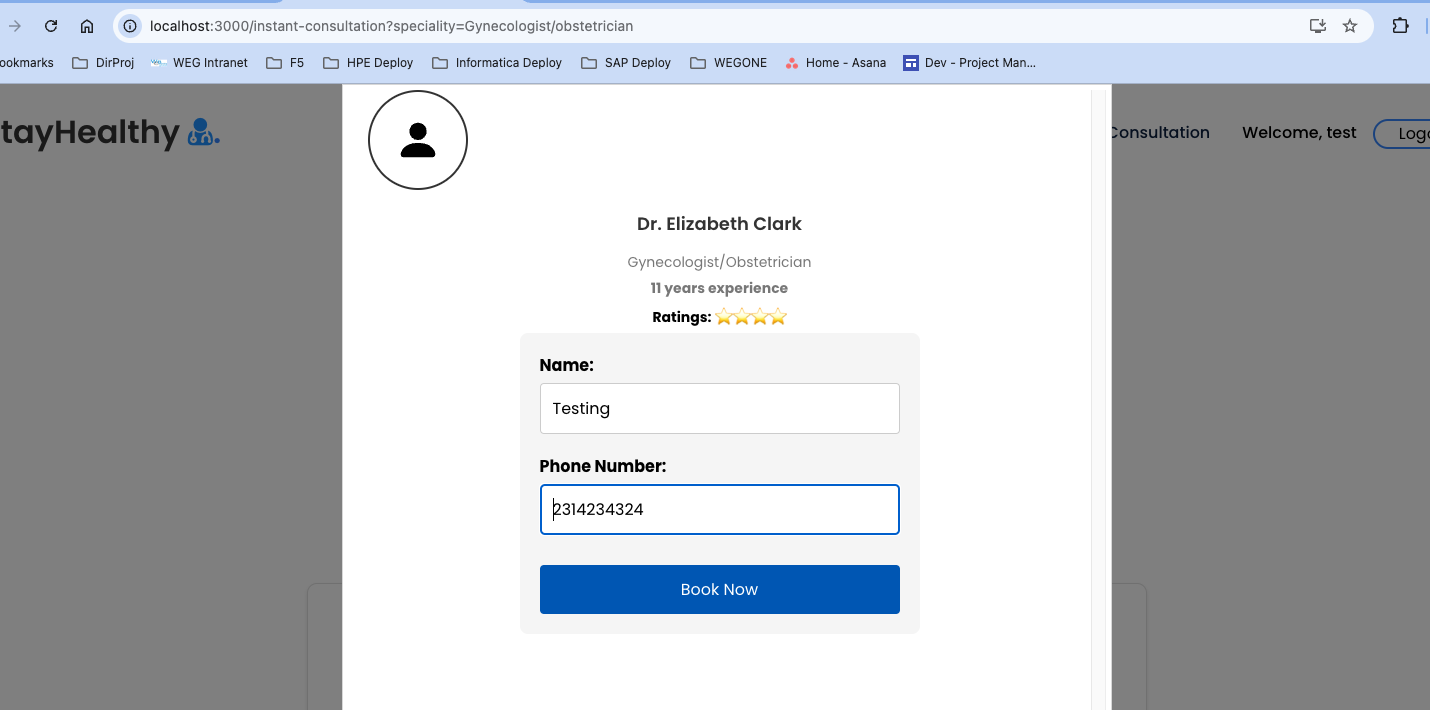 localhost:3000/instant-consultation?speciality=Gynecologist/obstetrician
ookmarks DirProj WEG Intranet F5 HPE Deploy Informatica Deploy SAP Deploy WEGONE Home - Asana Dev - Project Man...
tayHealthy
Consultation Welcome, test Logo
Dr. Elizabeth Clark
Gynecologist/Obstetrician
11 years experience
Ratings: ⭐⭐⭐⭐
Name:
Testing
Phone Number:
2314234324
Book Now